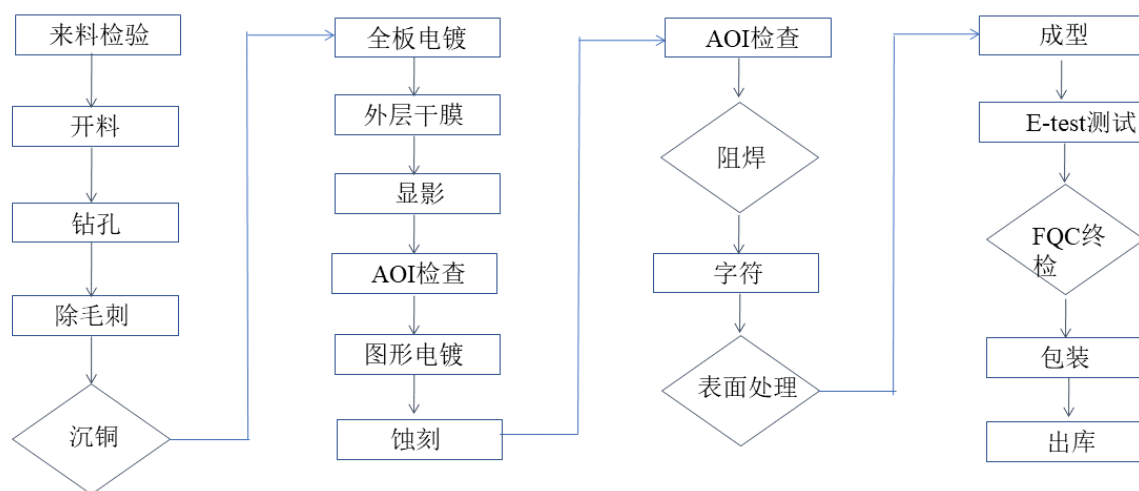 来料检验
开料
钻孔
除毛刺
沉铜
全板电镀
外层干膜
显影
AOI检查
图形电镀
蚀刻
AOI检查
阻焊
字符
表面处理
成型
E-test测试
FQC终
检
包装
出库